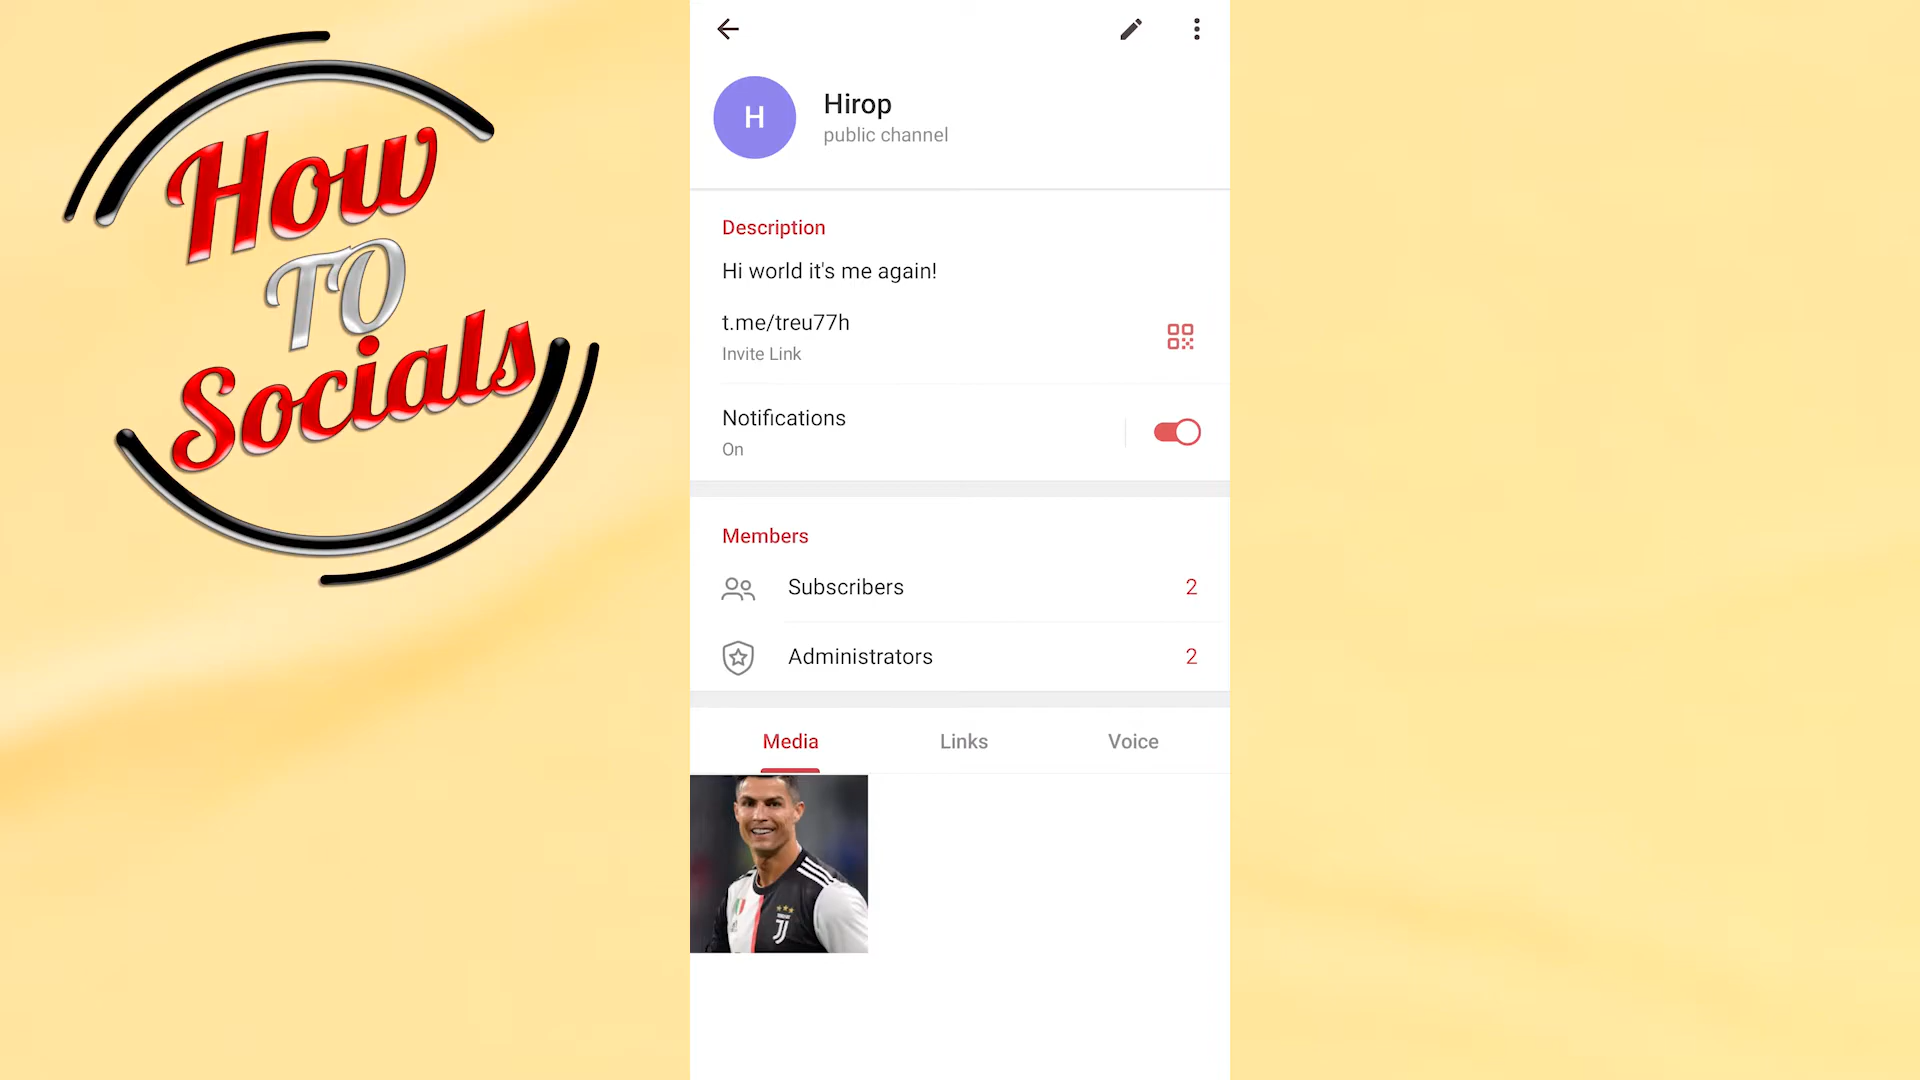 How
TO
Socials
H
Hirop
public channel
Description
Hi world it's me again!
t.me/treu77h
Invite Link
Notifications
On
Members
Subscribers 2
Administrators 2
Media Links Voice